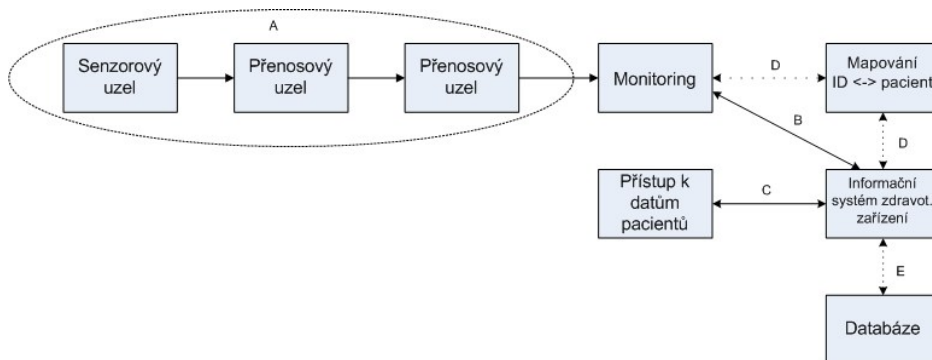 A
Senzorový
uzel
Přenosový
uzel
Přenosový
uzel
Monitoring
D
Mapování
ID <-> pacient
B
D
Přístup k
datům
pacientů
C
Informační
systém zdravot.
zařízení
E
Databáze